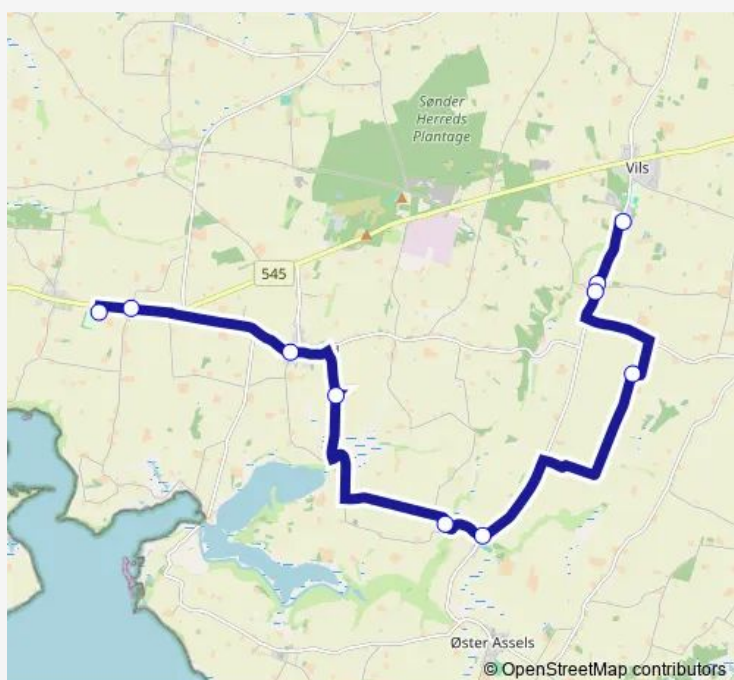 Sønder
Herreds
Plantage
Vils
545
Øster Assels
© OpenStreetMap contributors